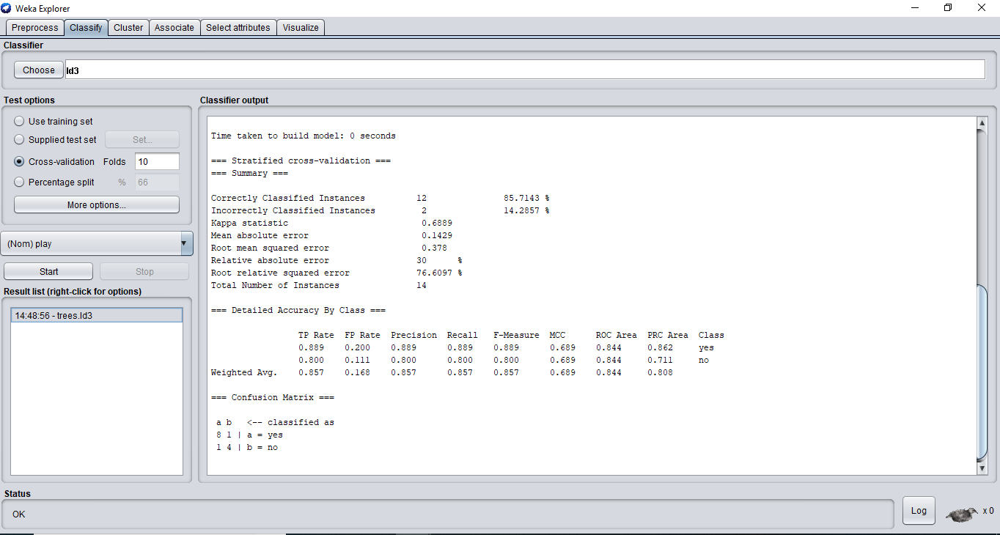 Weka Explorer
Preprocess Classify Cluster Associate Select attributes Visualize
Classifier
Choose Id3
Test options
Use training set
Supplied test set Set...
Cross-validation Folds 10
Percentage split % 66
More options...
(Nom) play
Start Stop
Result list (right-click for options)
14:48:56 - trees.Id3
Classifier output
Time taken to build model: 0 seconds
=== Stratified cross-validation ===
=== Summary ===
Correctly Classified Instances 12 85.7143 %
Incorrectly Classified Instances 2 14.2857 %
Kappa statistic 0.6889
Mean absolute error 0.1429
Root mean squared error 0.378
Relative absolute error 30 %
Root relative squared error 76.6097 %
Total Number of Instances 14
=== Detailed Accuracy By Class ===
TP Rate FP Rate Precision Recall F-Measure MCC ROC Area PRC Area Class
0.889 0.200 0.889 0.889 0.889 0.689 0.844 0.862 yes
0.800 0.111 0.800 0.800 0.800 0.689 0.844 0.711 no
Weighted Avg. 0.857 0.168 0.857 0.857 0.857 0.689 0.844 0.808
=== Confusion Matrix ===
a b <-- classified as
8 1 | a = yes
1 4 | b = no
Status
OK
Log x 0